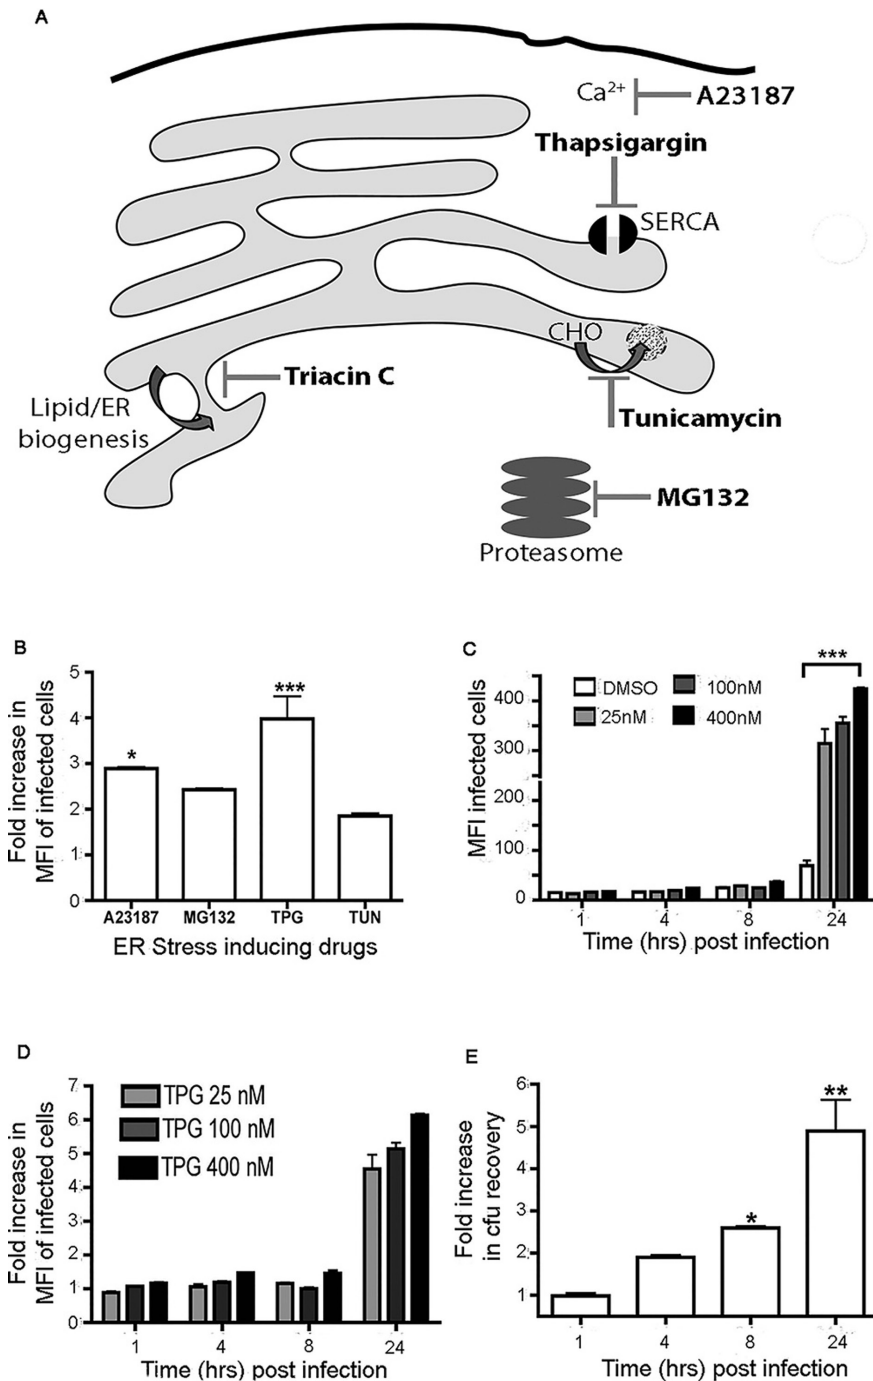 A
Ca²⁺
A23187
Thapsigargin
SERCA
CHO
Triacin C
Lipid/ER
biogenesis
Tunicamycin
MG132
Proteasome
B
Fold increase in
MFI of infected cells
5
4
3
2
1
0
*
***
A23187 MG132 TPG TUN
ER Stress inducing drugs
C
MFI infected cells
400
300
200
100
0
DMSO
25nM
100nM
400nM
***
1 4 8 24
Time (hrs) post infection
D
Fold increase in
MFI of infected cells
7
6
5
4
3
2
1
0
TPG 25 nM
TPG 100 nM
TPG 400 nM
1 4 8 24
Time (hrs) post infection
E
Fold increase
in cfu recovery
6
5
4
2
2
1
*
**
1 4 8 24
Time (hrs) post infection